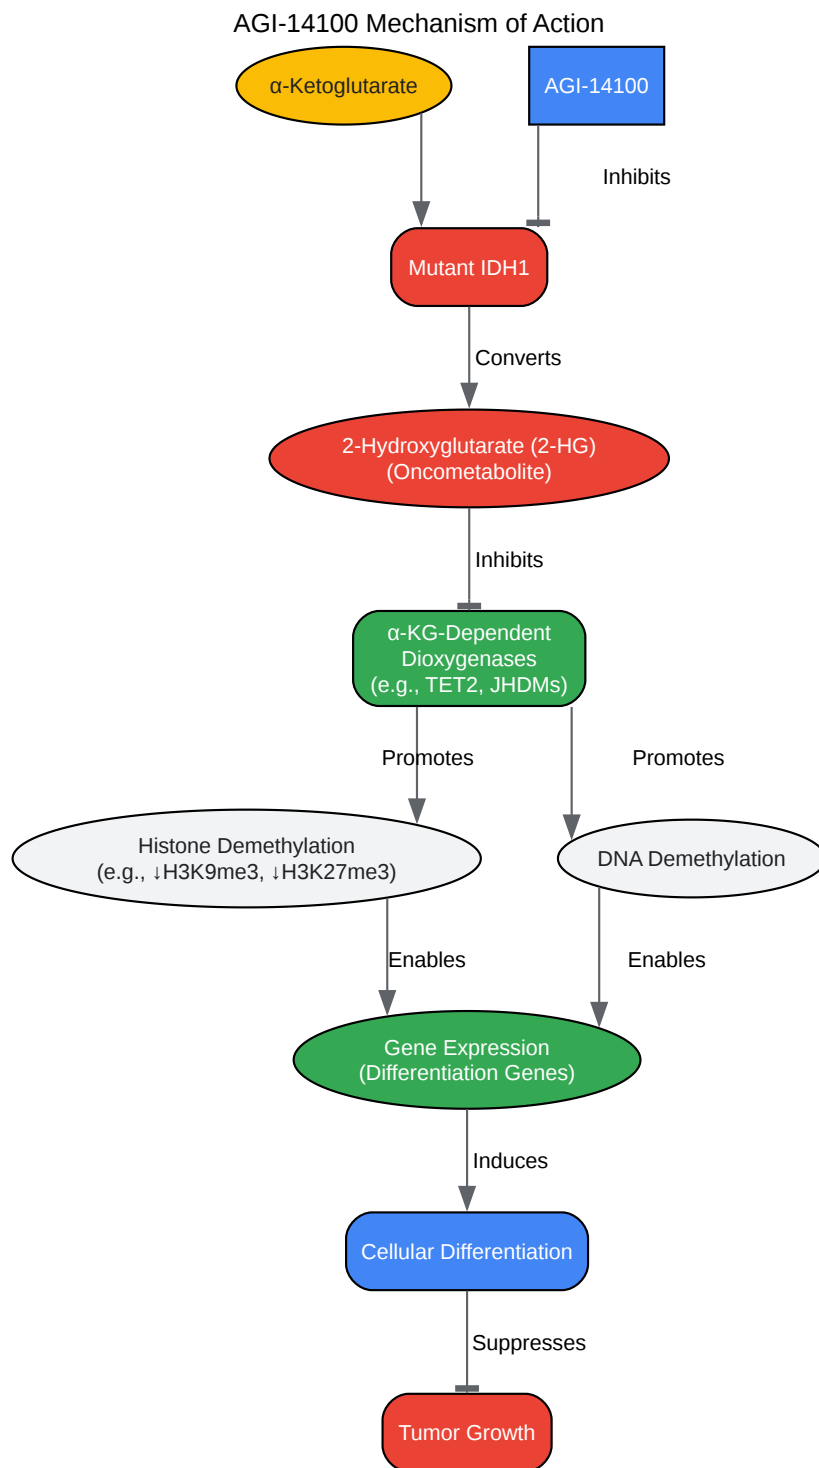 AGI-14100 Mechanism of Action
α-Ketoglutarate
AGI-14100
Inhibits
Mutant IDH1
Converts
2-Hydroxyglutarate (2-HG)
(Oncometabolite)
Inhibits
α-KG-Dependent
Dioxygenases
(e.g., TET2, JHDMs)
Promotes
Promotes
Histone Demethylation
(e.g., ↓H3K9me3, ↓H3K27me3)
DNA Demethylation
Enables
Enables
Gene Expression
(Differentiation Genes)
Induces
Cellular Differentiation
Suppresses
Tumor Growth